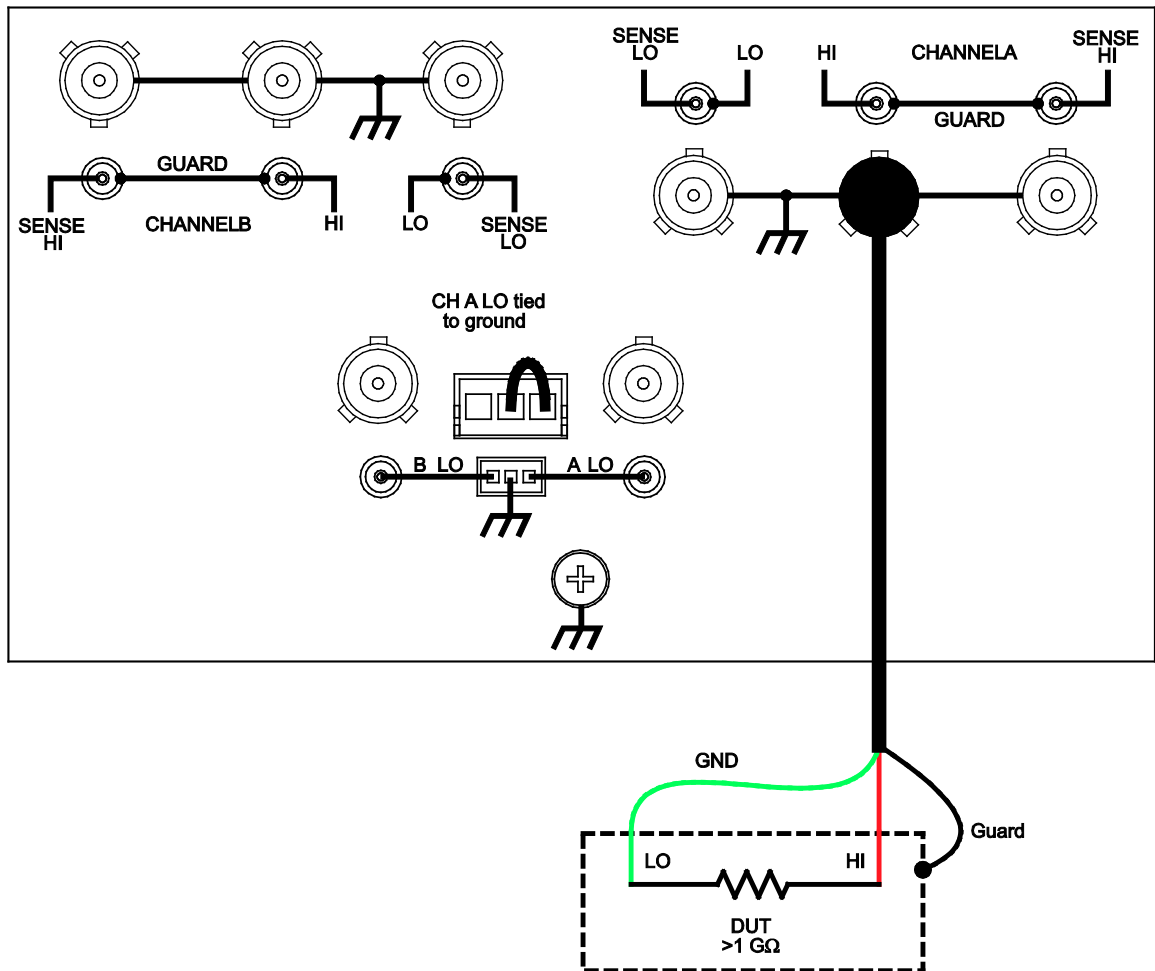 SENSE
LO
LO
HI
CHANNELA
SENSE
HI
GUARD
GUARD
SENSE
HI
CHANNELB
HI
LO
SENSE
LO
CH A LO tied
to ground
B LO
A LO
GND
Guard
LO
HI
DUT
>1 GΩ